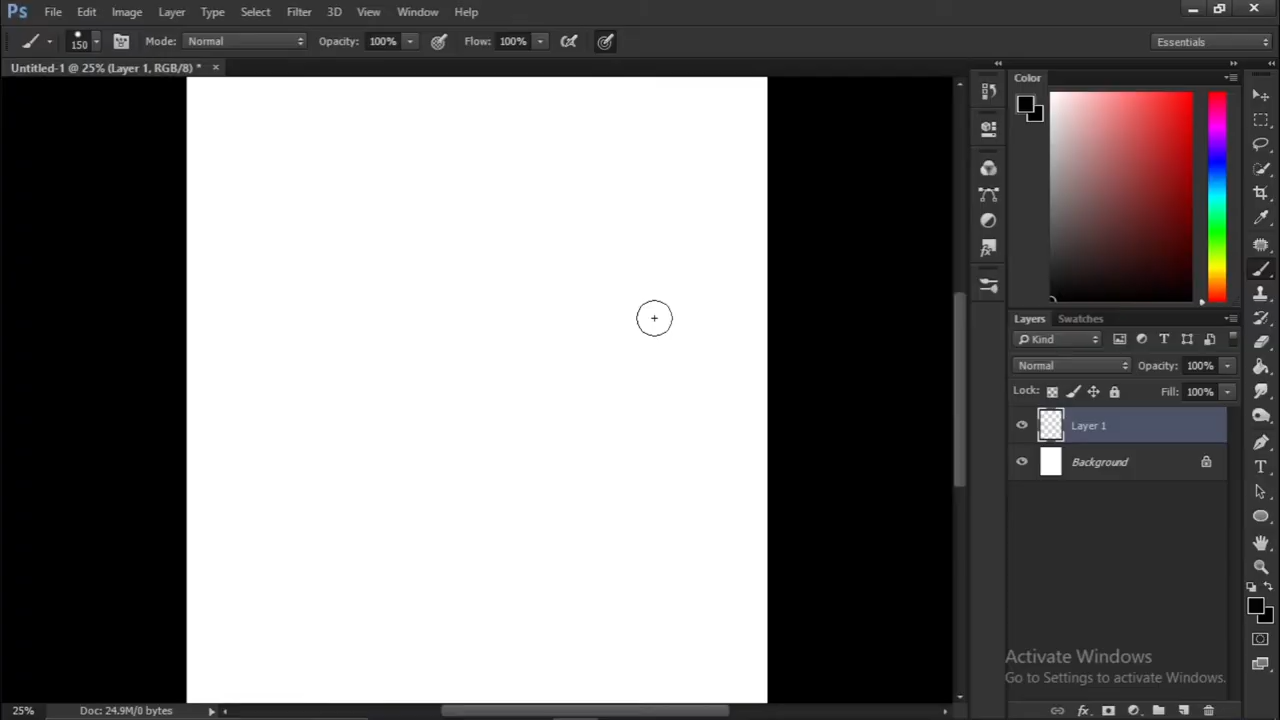 Ps File Edit Image Layer Type Select Filter 3D View Window Help
150 Mode: Normal Opacity: 100% Flow: 100% Essentials
Untitled-1 @ 25% (Layer 1, RGB/8) * ×
Color
Layers Swatches
Kind
Normal Opacity: 100%
Lock: Fill: 100%
Layer 1
Background
Activate Windows
Go to Settings to activate Windows.
25% Doc: 24.9M/0 bytes